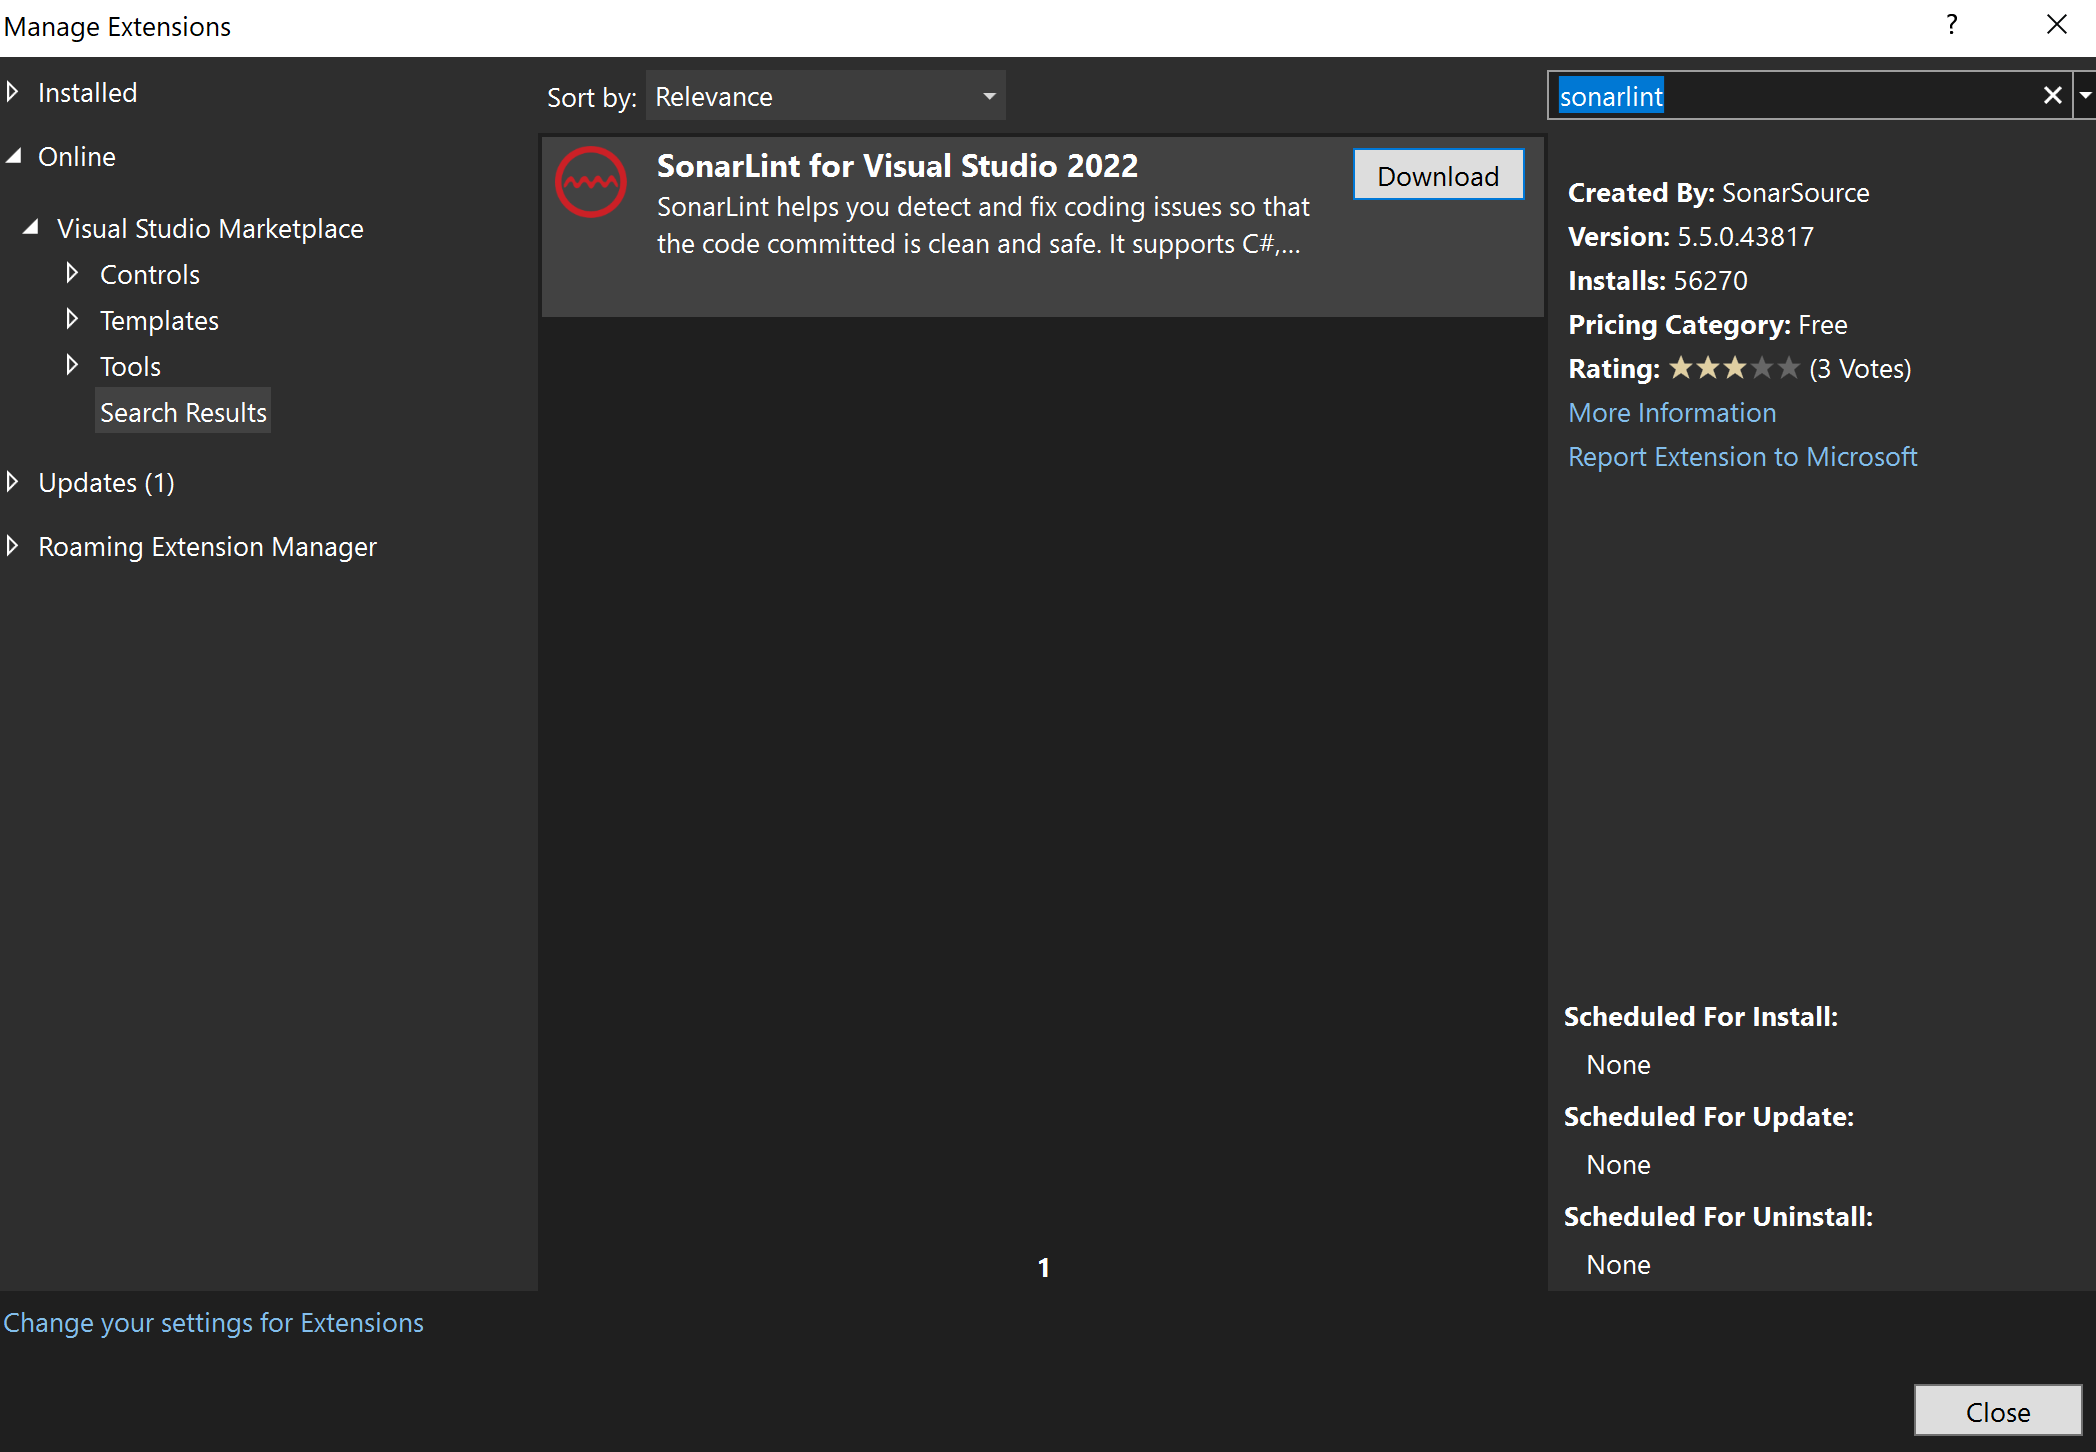 Manage Extensions
?
Installed
Online
Visual Studio Marketplace
Controls
Templates
Tools
Search Results
Updates (1)
Roaming Extension Manager
Sort by: Relevance
SonarLint for Visual Studio 2022
Download
SonarLint helps you detect and fix coding issues so that
the code committed is clean and safe. It supports C#,...
1
sonarlint
Created By: SonarSource
Version: 5.5.0.43817
Installs: 56270
Pricing Category: Free
Rating: (3 Votes)
More Information
Report Extension to Microsoft
Scheduled For Install:
None
Scheduled For Update:
None
Scheduled For Uninstall:
None
Change your settings for Extensions
Close